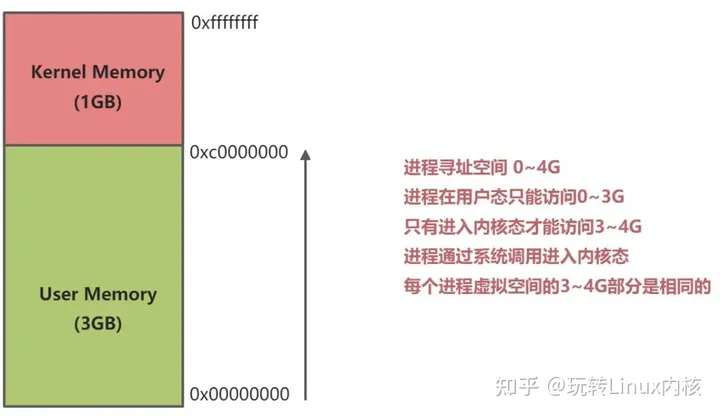 0xffffffff
Kernel Memory
(1GB)
0xc0000000
User Memory
(3GB)
0x00000000
进程寻址空间 0~4G
进程在用户态只能访问0~3G
只有进入内核态才能访问3~4G
进程通过系统调用进入内核态
每个进程虚拟空间的3~4G部分是相同的
知乎 @玩转Linux内核